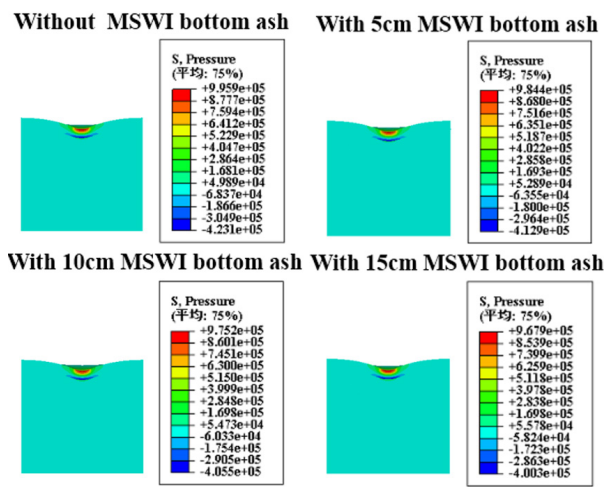 Without MSWI bottom ash
S, Pressure
(平均: 75%)
+9.959e+05
+8.777e+05
+7.594e+05
+6.412e+05
+5.229e+05
+4.047e+05
+2.864e+05
+1.681e+05
+4.989e+04
-6.837e+04
-1.866e+05
-3.049e+05
-4.231e+05
With 5cm MSWI bottom ash
S, Pressure
(平均: 75%)
+9.844e+05
+8.680e+05
+7.516e+05
+6.351e+05
+5.187e+05
+4.022e+05
+2.858e+05
+1.693e+05
+5.289e+04
-6.355e+04
-1.800e+05
-2.964e+05
-4.129e+05
With 10cm MSWI bottom ash
S, Pressure
(平均: 75%)
+9.752e+05
+8.601e+05
+7.451e+05
+6.300e+05
+5.150e+05
+3.999e+05
+2.848e+05
+1.698e+05
+5.473e+04
-6.033e+04
-1.754e+05
-2.905e+05
-4.055e+05
With 15cm MSWI bottom ash
S, Pressure
(平均: 75%)
+9.679e+05
+8.539e+05
+7.399e+05
+6.259e+05
+5.118e+05
+3.978e+05
+2.838e+05
+1.698e+05
+5.578e+04
-5.824e+04
-1.723e+05
-2.863e+05
-4.003e+05